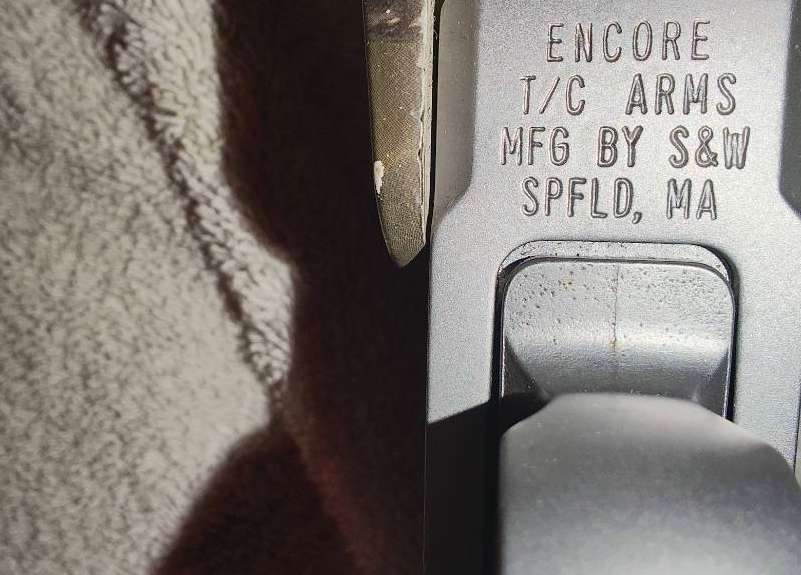 ENCORE
T/C ARMS
MFG BY S&W
SPFLD, MA